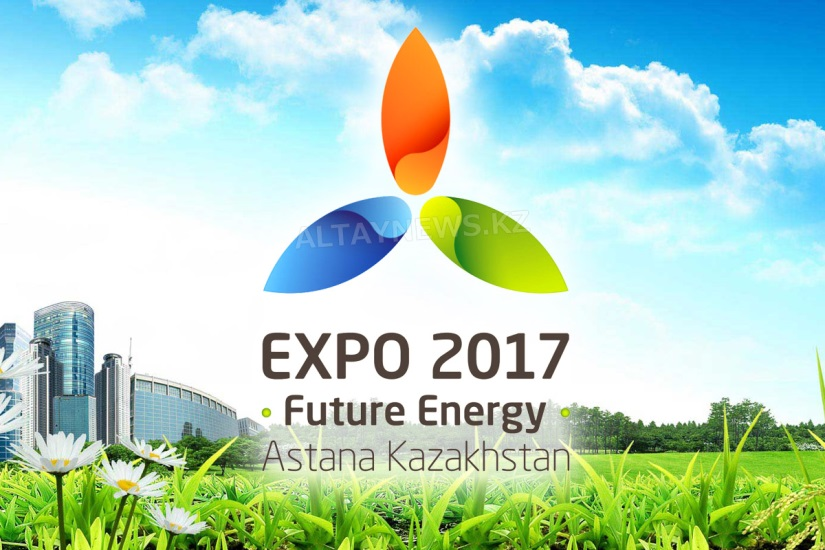 ALTAYNEWS.KZ
EXPO 2017
• Future Energy •
Astana Kazakhstan